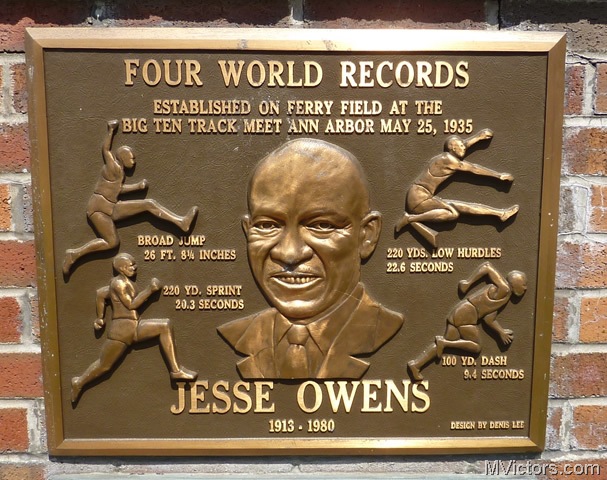 FOUR WORLD RECORDS
ESTABLISHED ON FERRY FIELD AT THE
BIG TEN TRACK MEET ANN ARBOR MAY 25, 1935
BROAD JUMP
26 FT. 8¼ INCHES
220 YDS. LOW HURDLES
22.6 SECONDS
220 YD. SPRINT
20.3 SECONDS
100 YD. DASH
9.4 SECONDS
JESSE OWENS
1913 - 1980
DESIGN BY DENIS LEE
MVictors.com